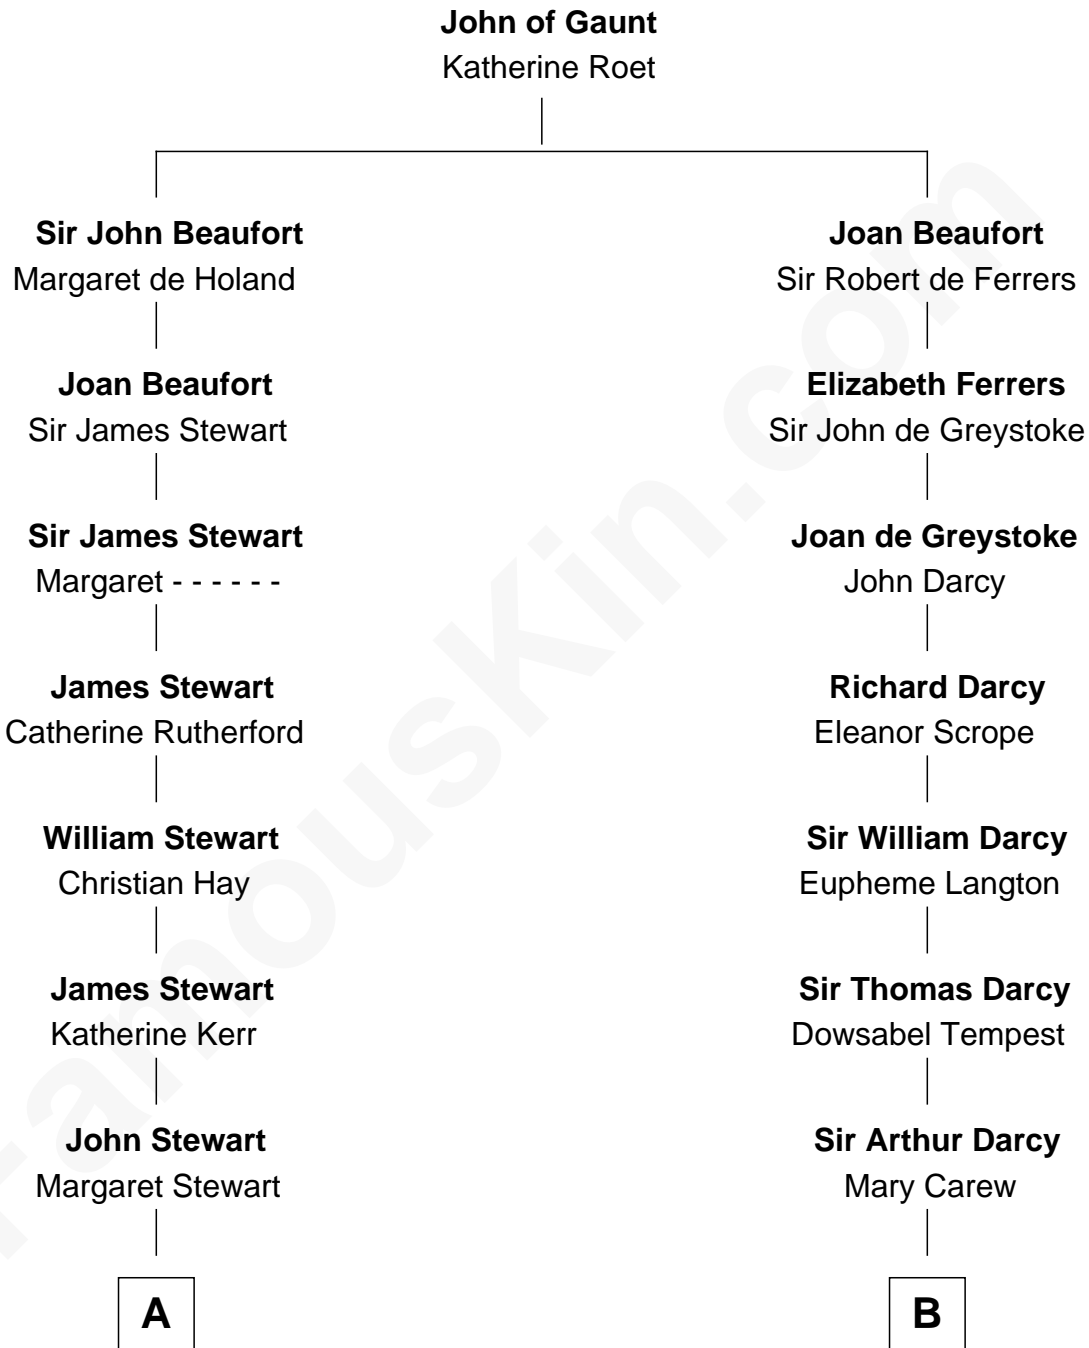 John of Gaunt
Katherine Roet
Sir John Beaufort
Margaret de Holand
Joan Beaufort
Sir James Stewart
Sir James Stewart
Margaret - - - - - -
James Stewart
Catherine Rutherford
William Stewart
Christian Hay
James Stewart
Katherine Kerr
John Stewart
Margaret Stewart
A
Joan Beaufort
Sir Robert de Ferrers
Elizabeth Ferrers
Sir John de Greystoke
Joan de Greystoke
John Darcy
Richard Darcy
Eleanor Scrope
Sir William Darcy
Eupheme Langton
Sir Thomas Darcy
Dowsabel Tempest
Sir Arthur Darcy
Mary Carew
B
FamousKin.com